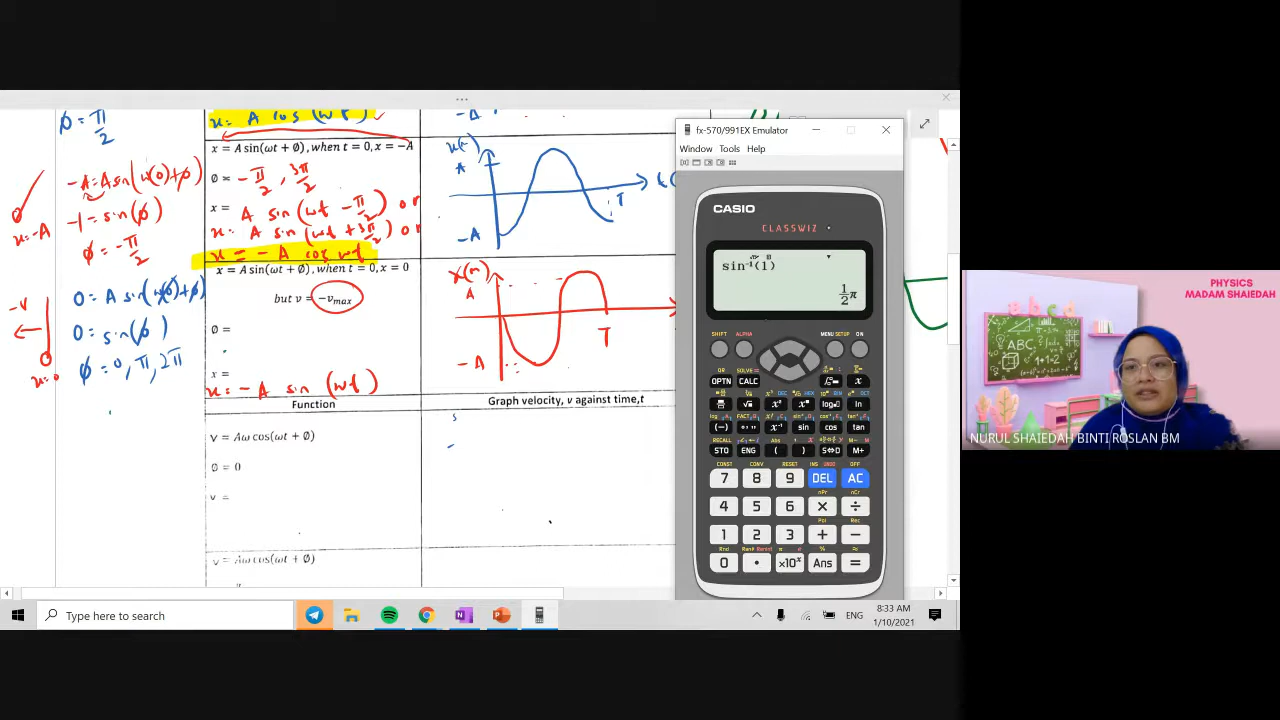 ϕ = π/2
x = A cos (ωt)
-A
x = A sin(ωt + ∅), when t = 0, x = -A
∅ = -π/2, 3π/2
x = A sin (ωt - π/2) or
x = A sin (ωt + 3π/2) or
x = -A cos ωt
-A = A sin(ω(0)+ϕ)
-1 = sin(ϕ)
ϕ = -π/2
x = -A
A
-A
T
x = A sin(ωt + ∅), when t = 0, x = 0
but v = -vmax
∅ =
x =
x = -A sin (ωt)
0 = A sin(ω(0)+ϕ)
0 = sin(ϕ)
ϕ = 0, π, 2π
-V
x=0
x(m)
A
-A
T
Function
Graph velocity, v against time,t
v = Aω cos(ωt + ∅)
∅ = 0
v =
v = Aω cos(ωt + ∅)
fx-570/991EX Emulator
Window Tools Help
CASIO
CLASSWIZ
sin⁻¹(1)
1/2π
SHIFT ALPHA MENU SETUP ON
OPTN CALC x
x⁻¹ sin cos tan
STO ENG ( ) S⇔D M+
7 8 9 DEL AC
4 5 6 × ÷
1 2 3 + −
0 • ×10ˣ Ans =
PHYSICS
MADAM SHAIEDAH
ABC
NURUL SHAIEDAH BINTI ROSLAN BM
Type here to search
ENG
8:33 AM
1/10/2021